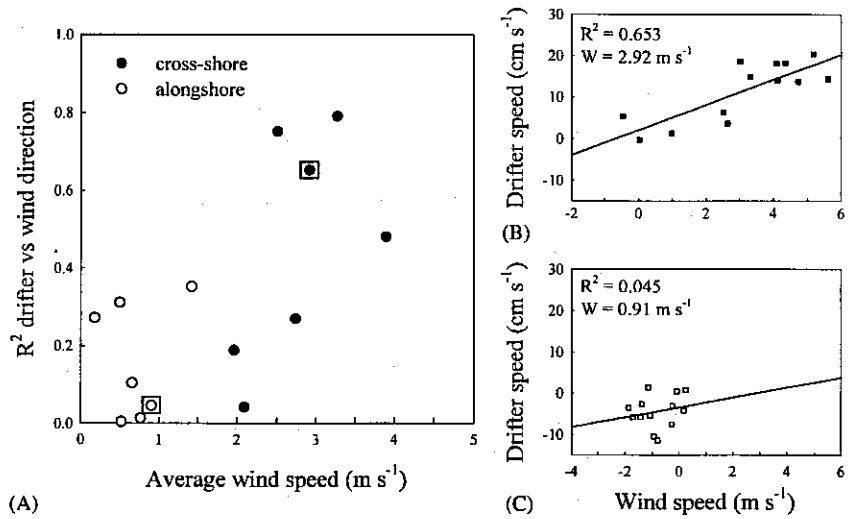 1.0
0.8
0.6
0.4
0.2
0.0
R² drifter vs wind direction
cross-shore
alongshore
0 1 2 3 4 5
Average wind speed (m s⁻¹)
(A)
30
20
10
0
-10
Drifter speed (cm s⁻¹)
R² = 0.653
W = 2.92 m s⁻¹
-2 0 2 4 6
(B)
30
20
10
0
-10
Drifter speed (cm s⁻¹)
R² = 0.045
W = 0.91 m s⁻¹
-4 -2 0 2 4 6
Wind speed (m s⁻¹)
(C)